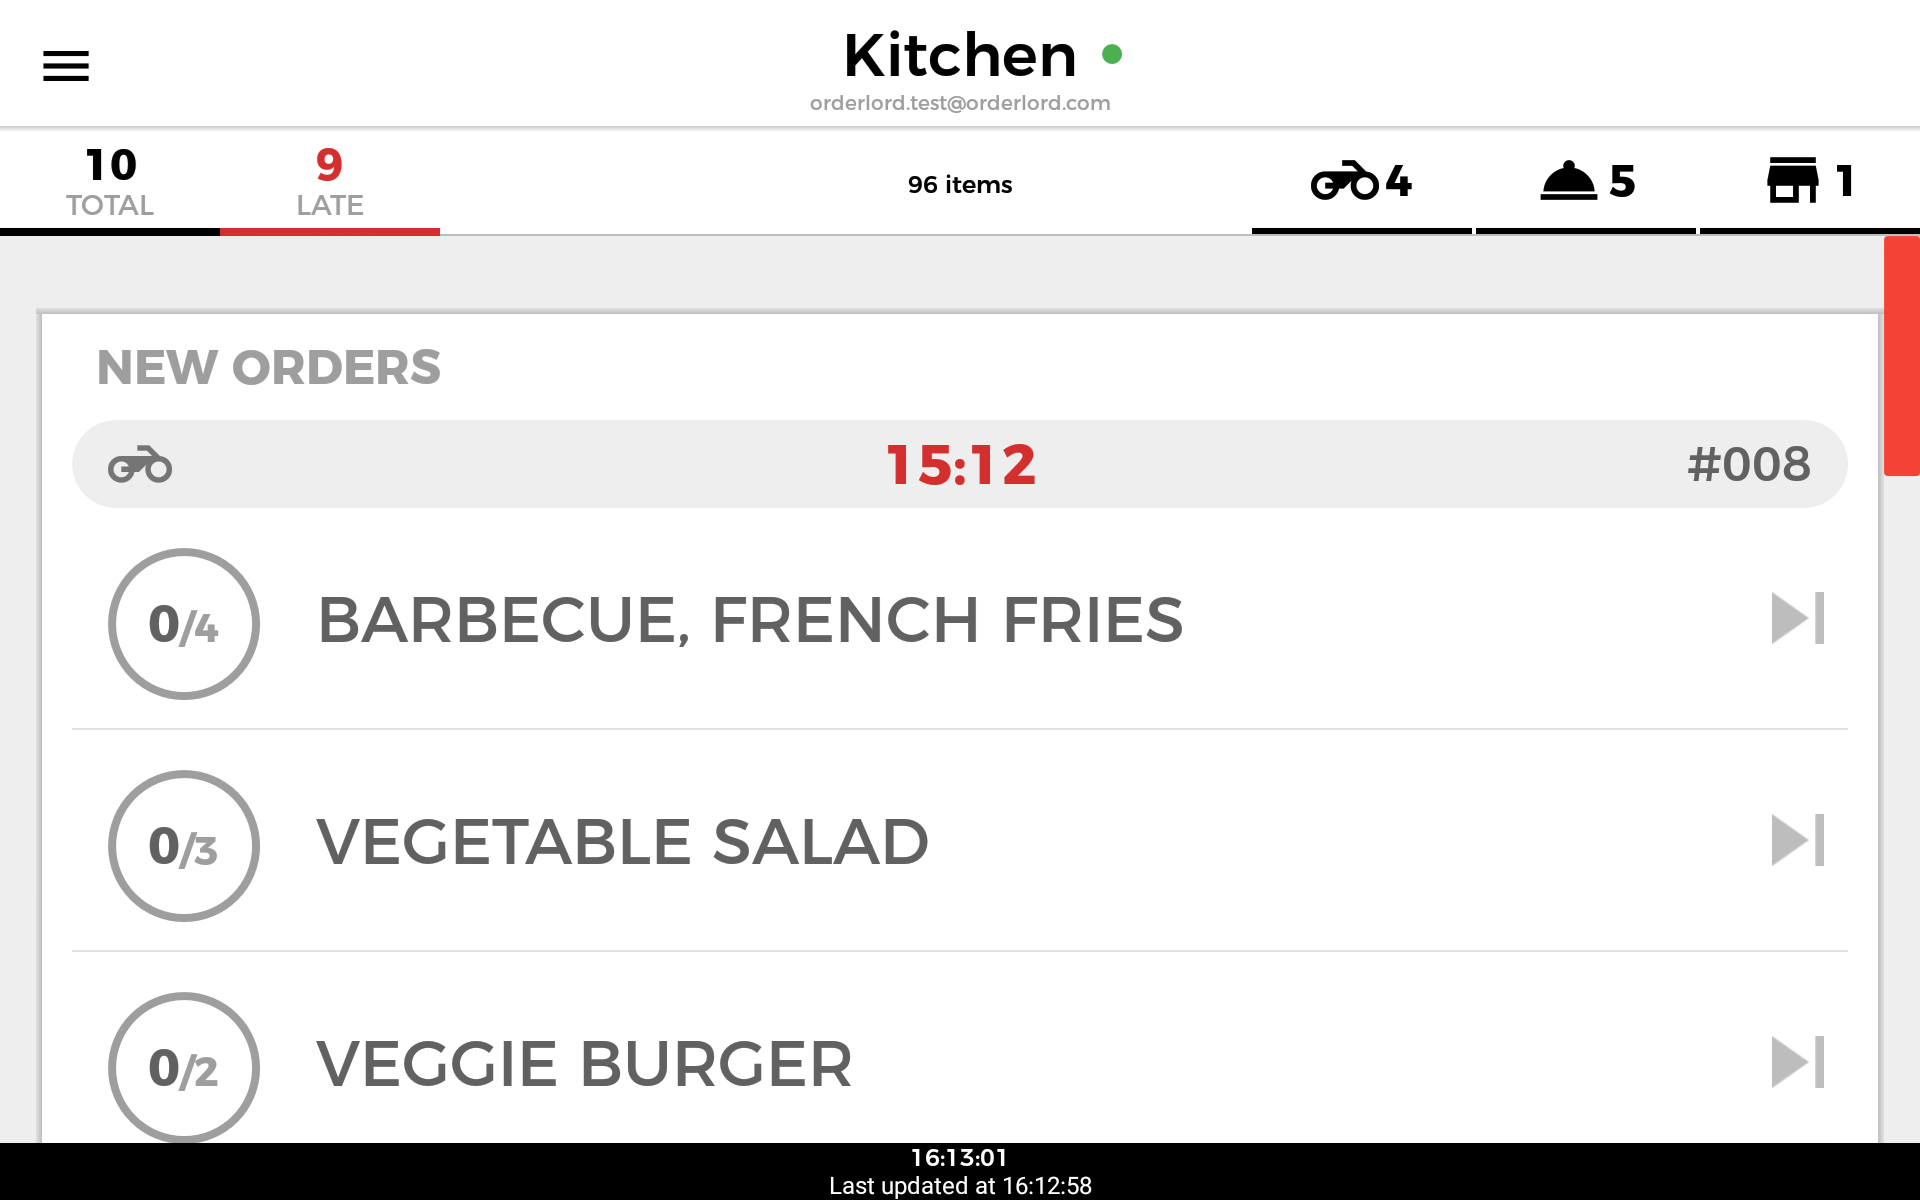 Kitchen
orderlord.test@orderlord.com
10
TOTAL
9
LATE
96 items
4
5
1
NEW ORDERS
15:12
#008
0/4
BARBECUE, FRENCH FRIES
0/3
VEGETABLE SALAD
0/2
VEGGIE BURGER
16:13:01
Last updated at 16:12:58